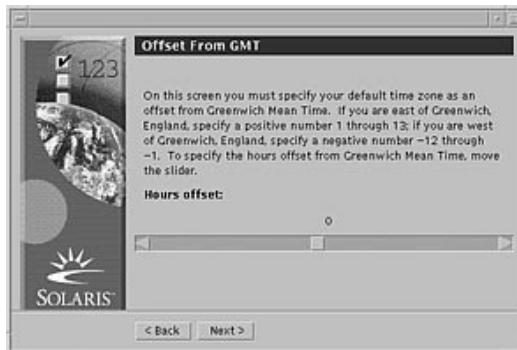 Offset From GMT
123
On this screen you must specify your default time zone as an
offset from Greenwich Mean Time. If you are east of Greenwich,
England, specify a positive number 1 through 13; if you are west
of Greenwich, England, specify a negative number −12 through
−1. To specify the hours offset from Greenwich Mean Time, move
the slider.
Hours offset:
0
SOLARIS™
< Back Next >